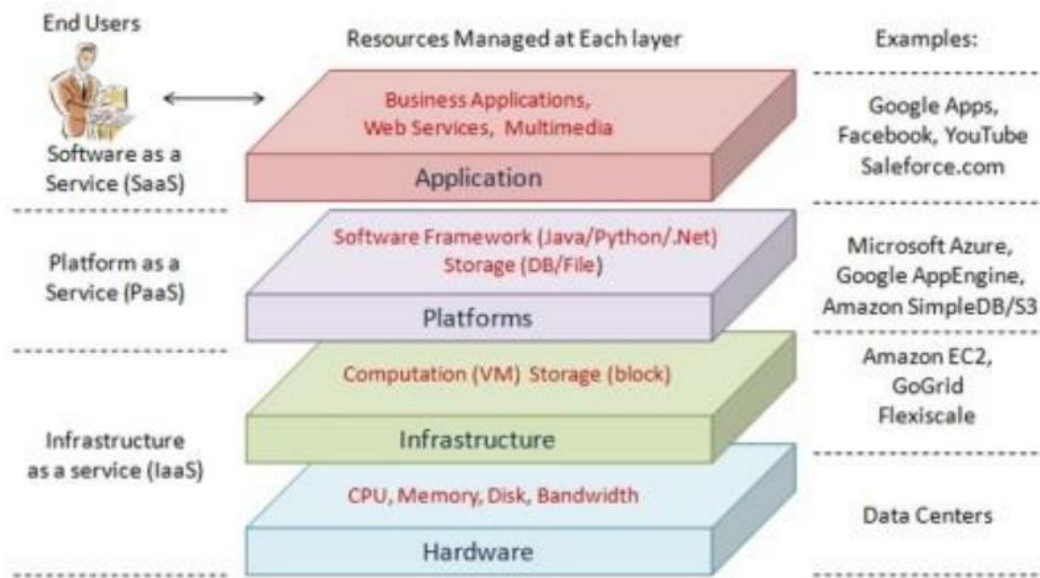 End Users
Resources Managed at Each layer
Examples:
Business Applications,
Web Services, Multimedia
Application
Software as a
Service (SaaS)
Google Apps,
Facebook, YouTube
Saleforce.com
Platform as a
Service (PaaS)
Software Framework (Java/Python/.Net)
Storage (DB/File)
Platforms
Microsoft Azure,
Google AppEngine,
Amazon SimpleDB/S3
Infrastructure
as a service (IaaS)
Computation (VM) Storage (block)
Infrastructure
Amazon EC2,
GoGrid
Flexiscale
CPU, Memory, Disk, Bandwidth
Hardware
Data Centers